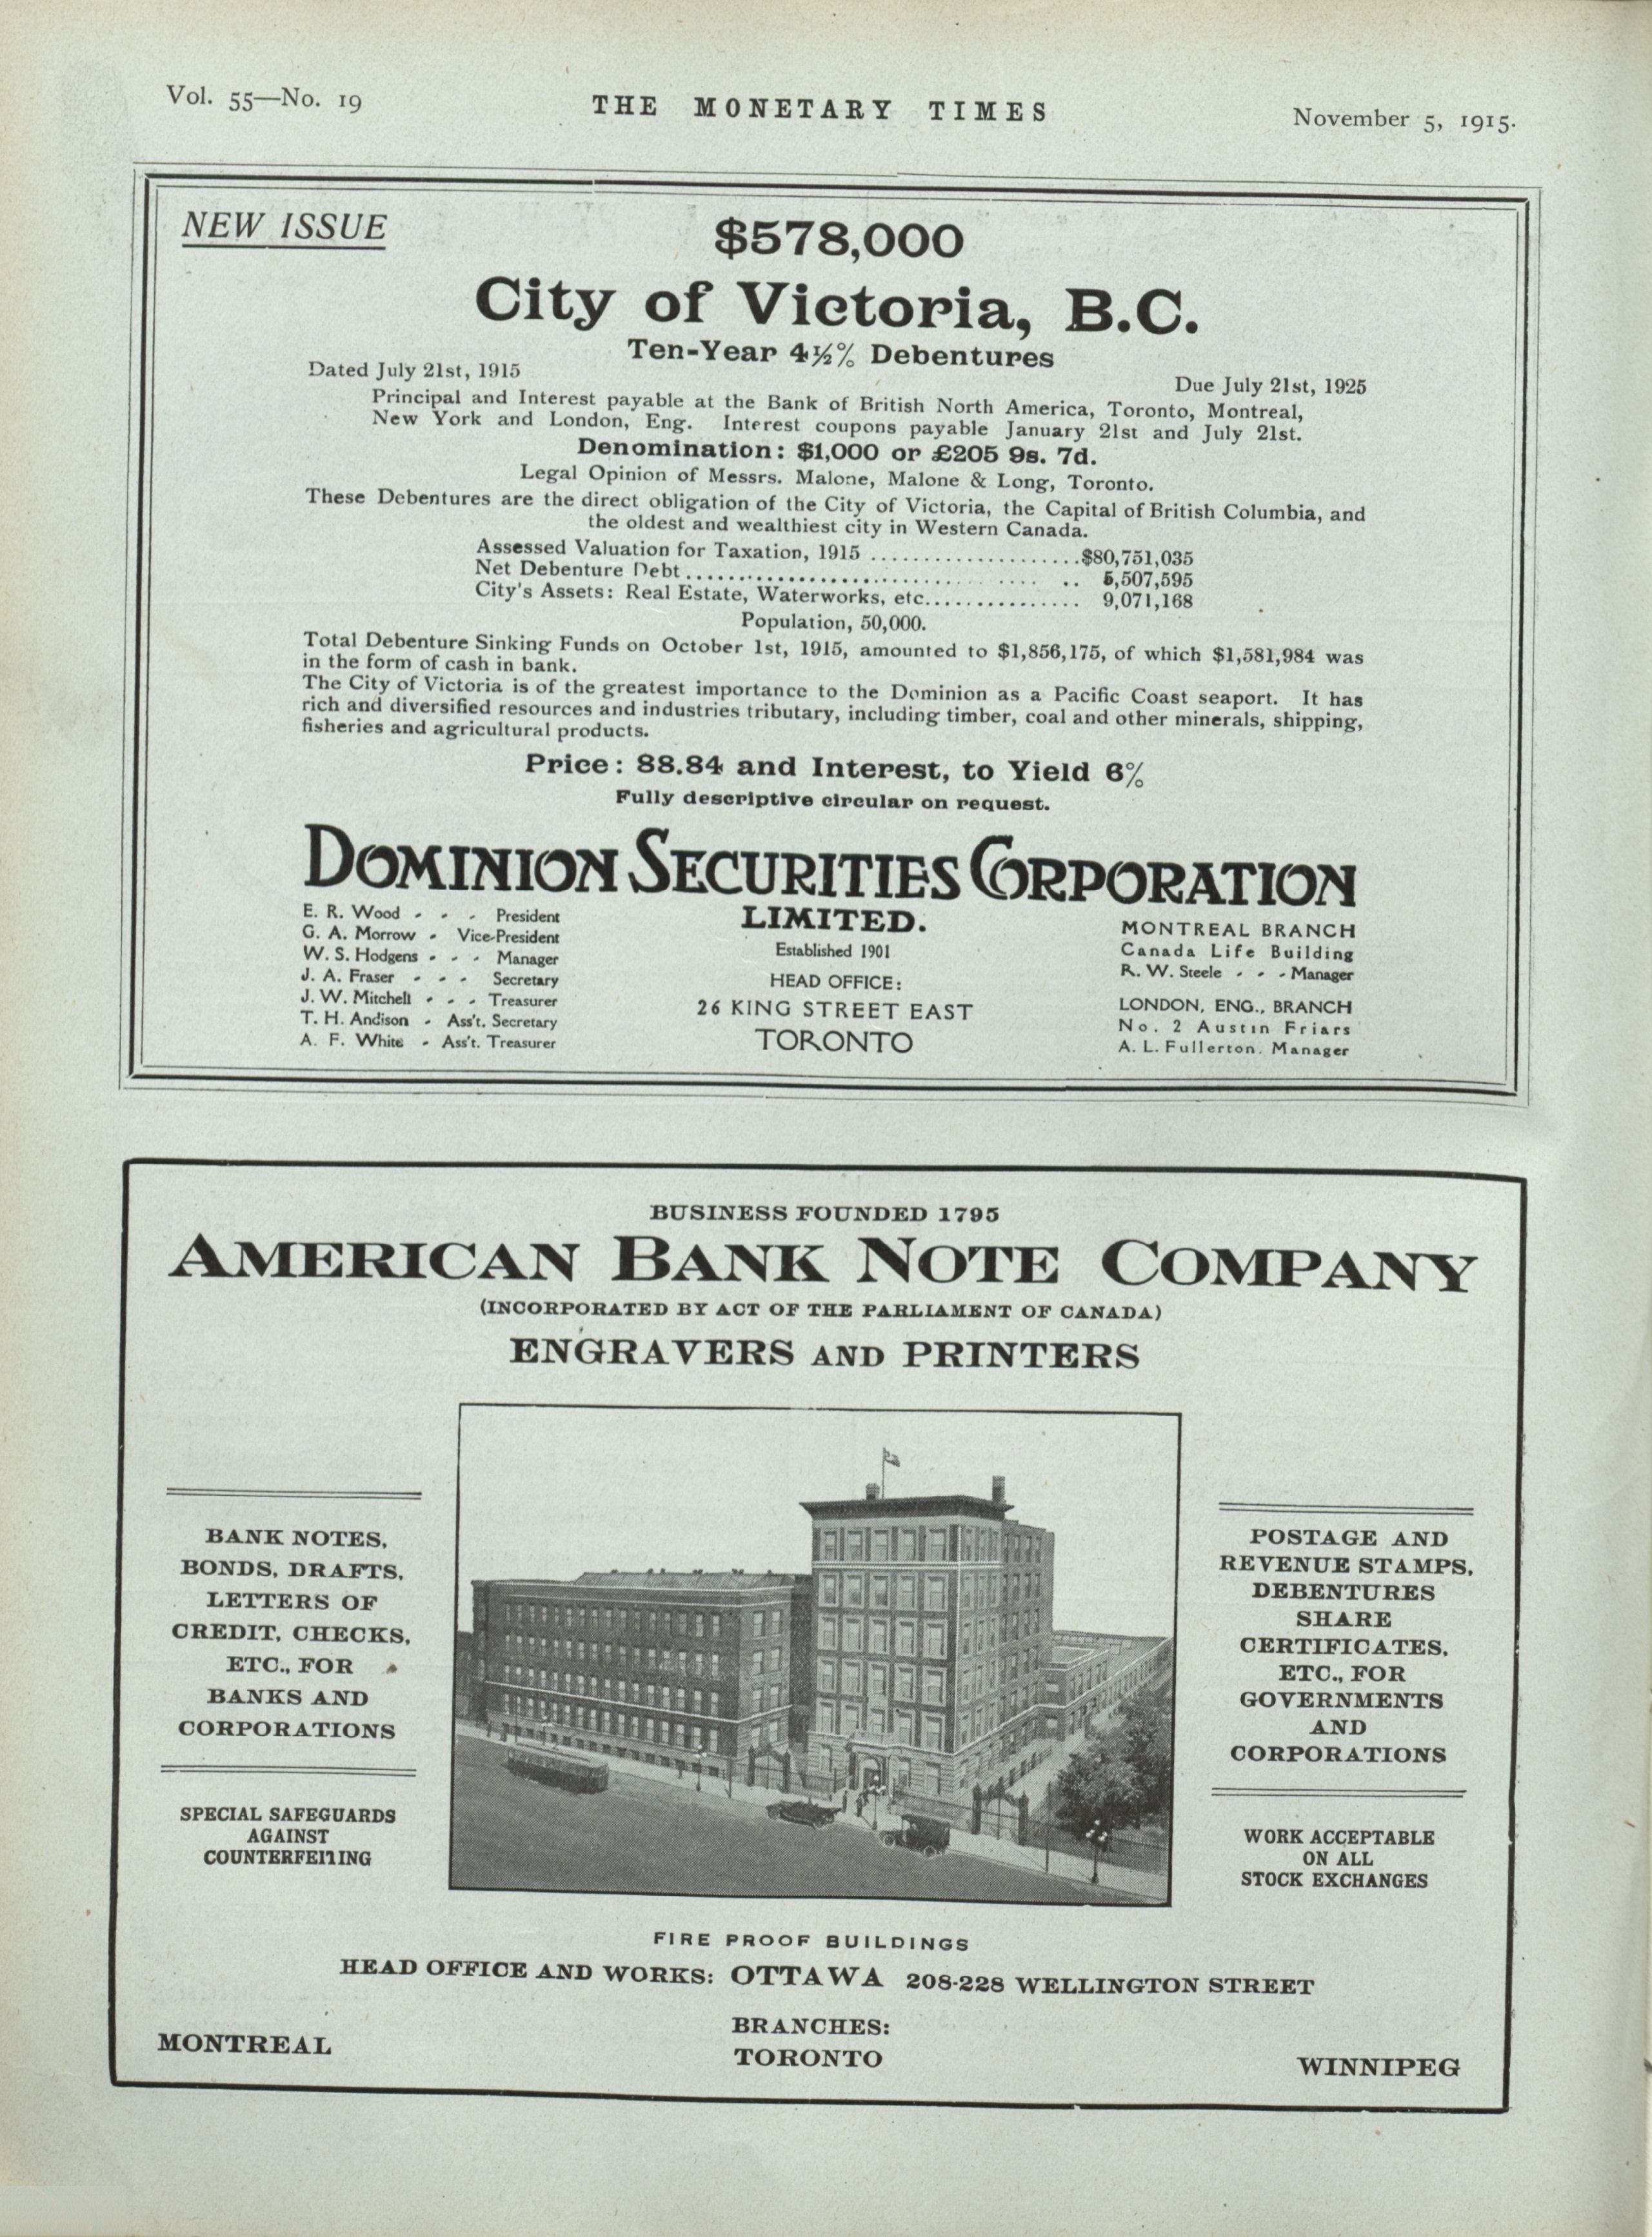 Vol. 55—No. 19
THE MONETARY TIMES
November 5, 1915.
NEW ISSUE
$578,000
City of Victoria, B.C.
Ten-Year 4½% Debentures
Dated July 21st, 1915
Due July 21st, 1925
Principal and Interest payable at the Bank of British North America, Toronto, Montreal,
New York and London, Eng. Interest coupons payable January 21st and July 21st.
Denomination: $1,000 or £205 9s. 7d.
Legal Opinion of Messrs. Malone, Malone & Long, Toronto.
These Debentures are the direct obligation of the City of Victoria, the Capital of British Columbia, and
the oldest and wealthiest city in Western Canada.
Assessed Valuation for Taxation, 1915 .................... $80,751,035
Net Debenture Debt .................................... 5,507,595
City's Assets: Real Estate, Waterworks, etc. .............. 9,071,168
Population, 50,000.
Total Debenture Sinking Funds on October 1st, 1915, amounted to $1,856,175, of which $1,581,984 was
in the form of cash in bank.
The City of Victoria is of the greatest importance to the Dominion as a Pacific Coast seaport. It has
rich and diversified resources and industries tributary, including timber, coal and other minerals, shipping,
fisheries and agricultural products.
Price: 88.84 and Interest, to Yield 6%
Fully descriptive circular on request.
DOMINION SECURITIES CORPORATION
LIMITED.
E. R. Wood - - - President
G. A. Morrow - Vice-President
W. S. Hodgens - - - Manager
J. A. Fraser - - - Secretary
J. W. Mitchell - - - Treasurer
T. H. Andison - Ass't. Secretary
A. F. White - Ass't. Treasurer
Established 1901
HEAD OFFICE:
26 KING STREET EAST
TORONTO
MONTREAL BRANCH
Canada Life Building
R. W. Steele - - - Manager
LONDON, ENG., BRANCH
No. 2 Austin Friars
A. L. Fullerton, Manager
BUSINESS FOUNDED 1795
AMERICAN BANK NOTE COMPANY
(INCORPORATED BY ACT OF THE PARLIAMENT OF CANADA)
ENGRAVERS AND PRINTERS
BANK NOTES,
BONDS, DRAFTS,
LETTERS OF
CREDIT, CHECKS,
ETC., FOR
BANKS AND
CORPORATIONS
SPECIAL SAFEGUARDS
AGAINST
COUNTERFEITING
POSTAGE AND
REVENUE STAMPS,
DEBENTURES
SHARE
CERTIFICATES,
ETC., FOR
GOVERNMENTS
AND
CORPORATIONS
WORK ACCEPTABLE
ON ALL
STOCK EXCHANGES
FIRE PROOF BUILDINGS
HEAD OFFICE AND WORKS: OTTAWA 208-228 WELLINGTON STREET
BRANCHES:
MONTREAL
TORONTO
WINNIPEG